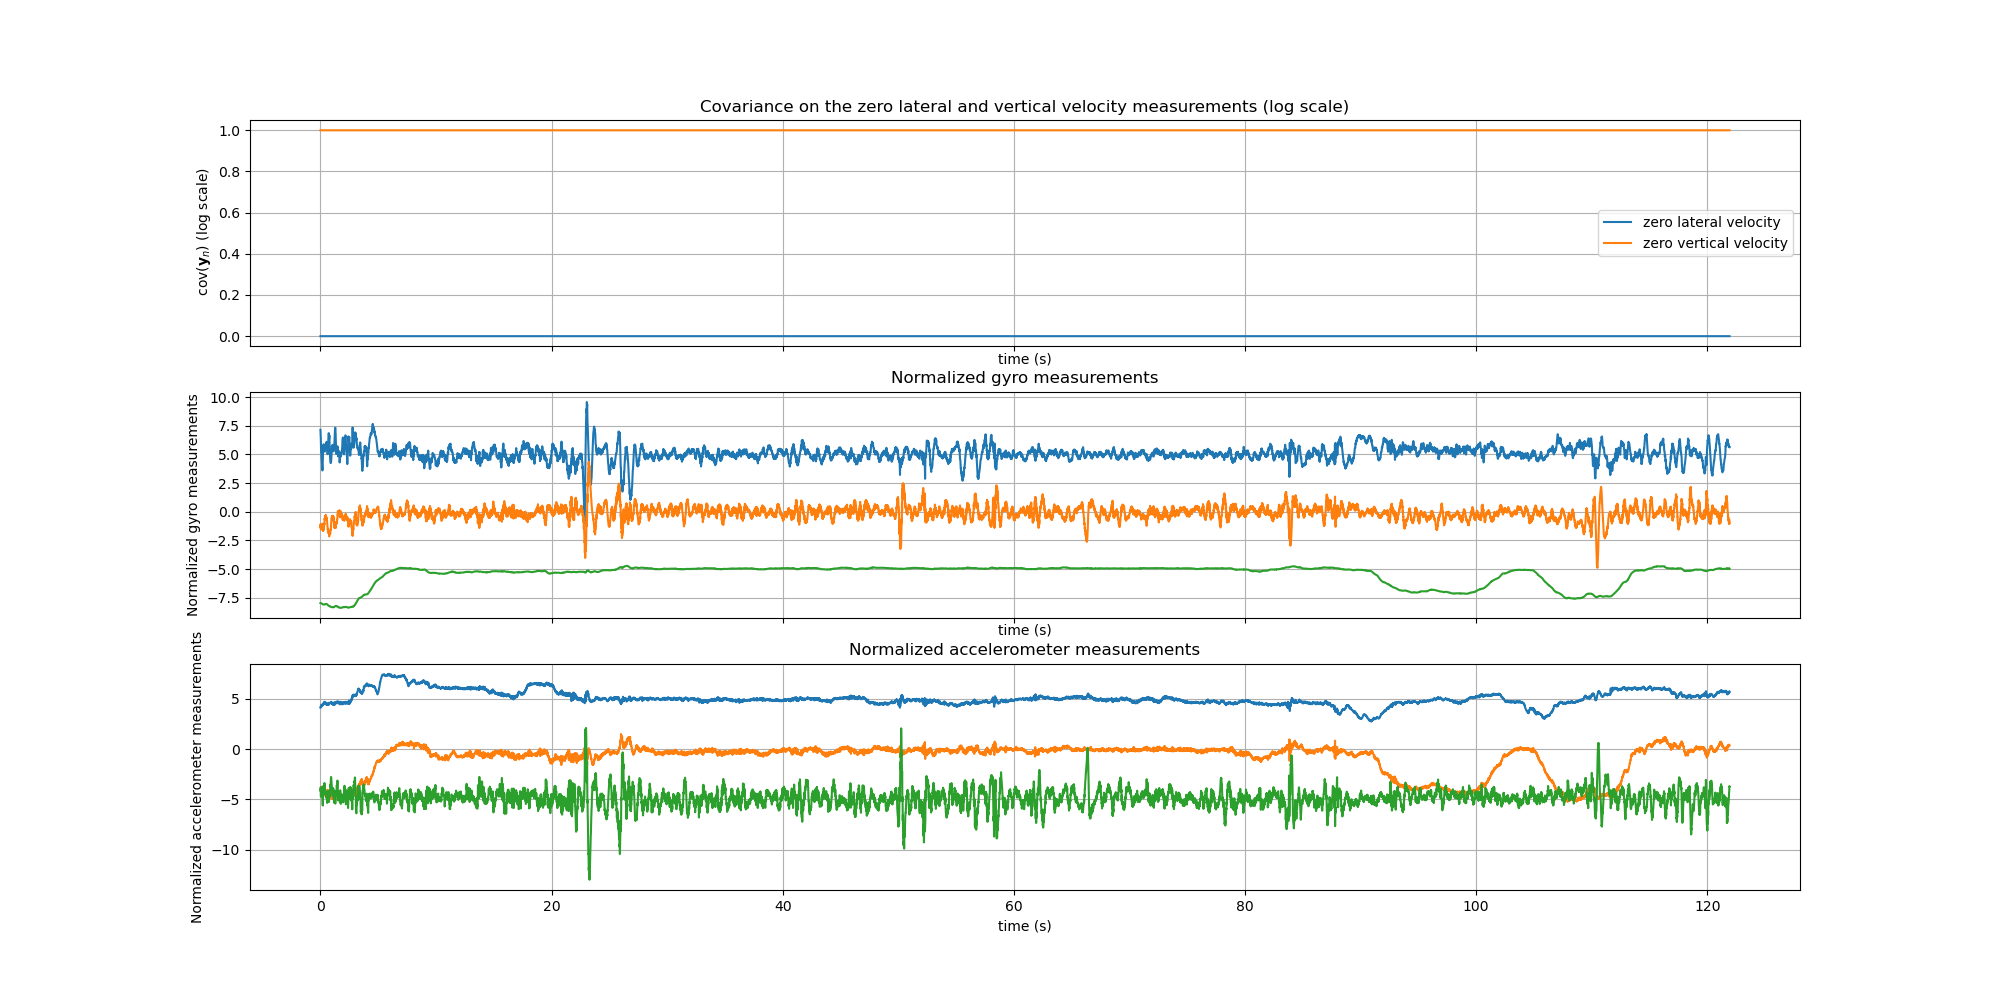 Covariance on the zero lateral and vertical velocity measurements (log scale)
cov(𝐲ₙ) (log scale)
1.0
0.8
0.6
0.4
0.2
0.0
zero lateral velocity
zero vertical velocity
time (s)
Normalized gyro measurements
Normalized gyro measurements
10.0
7.5
5.0
2.5
0.0
−2.5
−5.0
−7.5
time (s)
Normalized accelerometer measurements
Normalized accelerometer measurements
5
0
−5
−10
0 20 40 60 80 100 120
time (s)